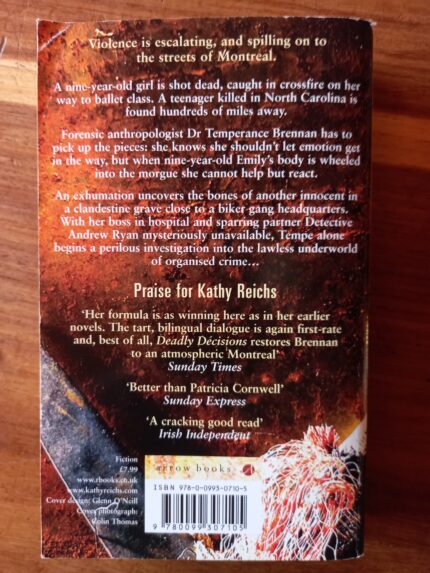 Violence is escalating, and spilling on to
the streets of Montréal.
A nine-year-old girl is shot dead, caught in crossfire on her
way to ballet class. A teenager killed in North Carolina is
found hundreds of miles away.
Forensic anthropologist Dr Temperance Brennan has to
pick up the pieces: she knows she shouldn't let emotion get
in the way, but when nine-year-old Emily's body is wheeled
into the morgue she cannot help but react.
An exhumation uncovers the bones of another innocent in
a clandestine grave close to a biker gang headquarters.
With her boss in hospital and sparring partner Detective
Andrew Ryan mysteriously unavailable, Tempe alone
begins a perilous investigation into the lawless underworld
of organised crime...
Praise for Kathy Reichs
'Her formula is as winning here as in her earlier
novels. The tart, bilingual dialogue is again first-rate
and, best of all, Deadly Décisions restores Brennan
to an atmospheric Montreal'
Sunday Times
'Better than Patricia Cornwell'
Sunday Express
'A cracking good read'
Irish Independent
Fiction
£7.99
www.rbooks.co.uk
www.kathyreichs.com
Cover design: Glenn O'Neill
Cover photograph:
Colin Thomas
arrow books
ISBN 978-0-0993-0710-5
9 780099 307105